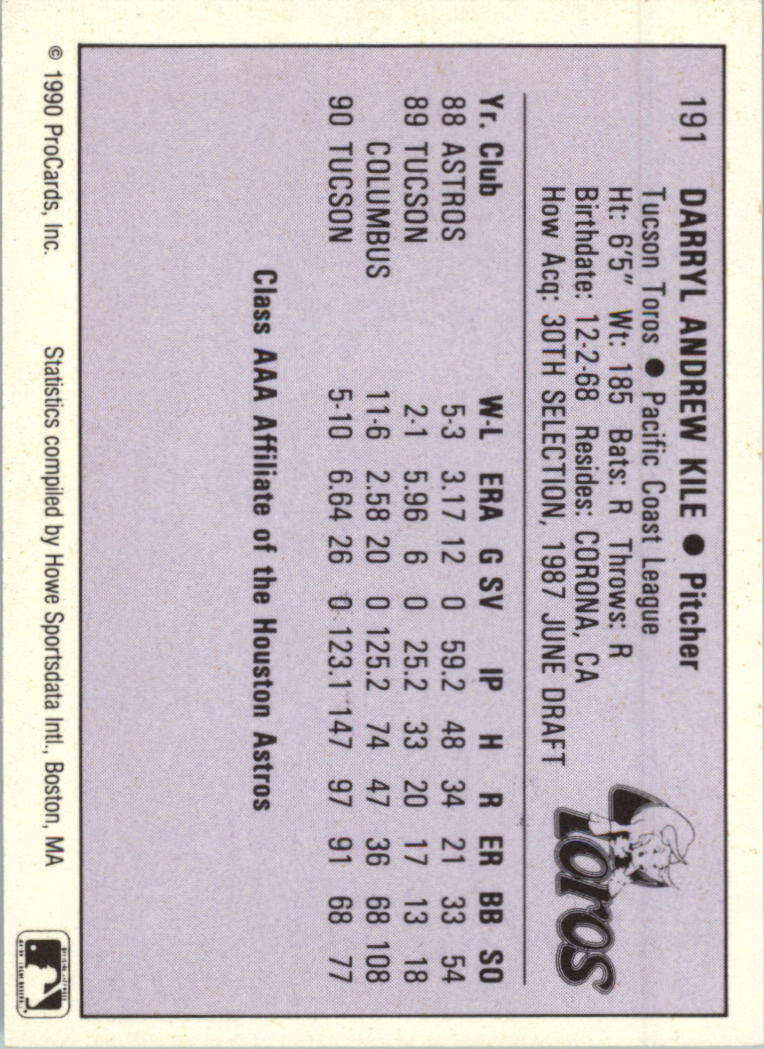 191 DARRYL ANDREW KILE ● Pitcher
Tucson Toros ● Pacific Coast League
Ht: 6'5" Wt: 185 Bats: R Throws: R
Birthdate: 12-2-68 Resides: CORONA, CA
How Acq: 30TH SELECTION, 1987 JUNE DRAFT
Toros
Yr. Club W-L ERA G SV IP H R ER BB SO
88 ASTROS 5-3 3.17 12 0 59.2 48 34 21 33 54
89 TUCSON 2-1 5.96 6 0 25.2 33 20 17 13 18
COLUMBUS 11-6 2.58 20 0 125.2 74 47 36 68 108
90 TUCSON 5-10 6.64 26 0 123.1 147 97 91 68 77
Class AAA Affiliate of the Houston Astros
© 1990 ProCards, Inc. Statistics compiled by Howe Sportsdata Intl., Boston, MA